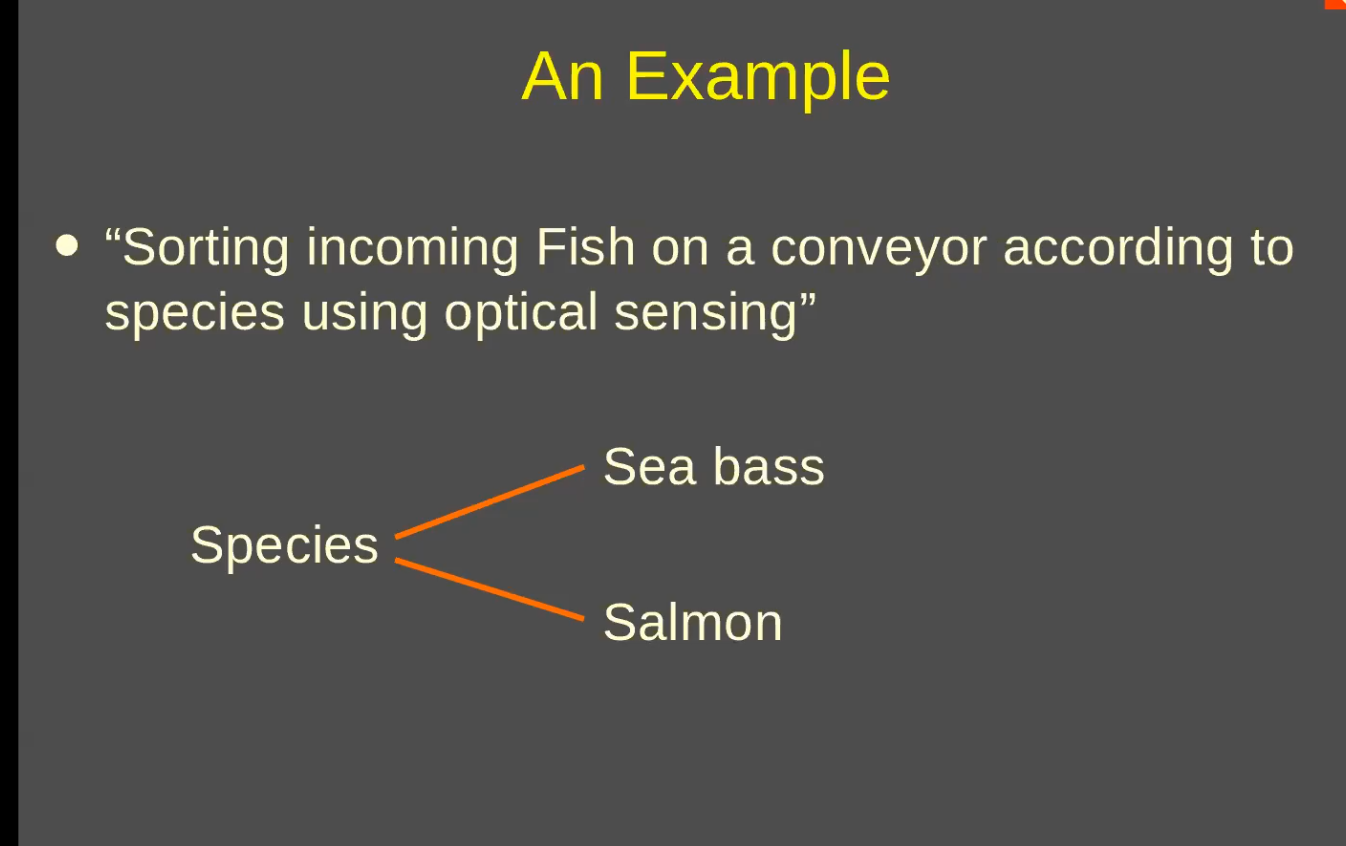 An Example
• “Sorting incoming Fish on a conveyor according to
species using optical sensing”
Sea bass
Species
Salmon